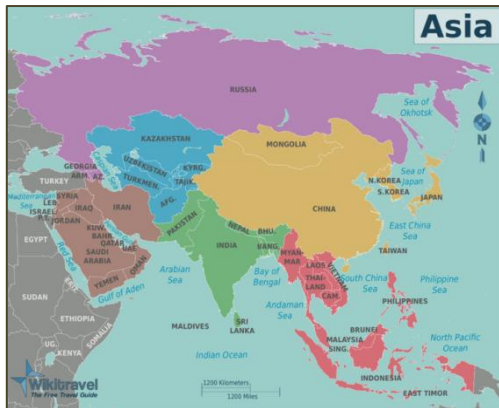 Asia
RUSSIA
Sea of
Okhotsk
N
KAZAKHSTAN
MONGOLIA
GEORGIA
ARM.
AZ.
UZBEKISTAN
KYRG.
TURKMEN.
TAJIK.
N.KOREA
S.KOREA
Sea of
Japan
JAPAN
TURKEY
Mediterranean
Sea
SYRIA
LEB.
ISRAEL
JORDAN
IRAQ
IRAN
AFG.
CHINA
KUW.
BAHR.
QATAR
UAE
PAKISTAN
NEPAL
BHU.
East China
Sea
EGYPT
SAUDI
ARABIA
OMAN
INDIA
BANG.
TAIWAN
Red Sea
YEMEN
MYAN-
MAR
LAOS
THAI-
LAND
VIETNAM
CAM.
South China
Sea
Philippine
Sea
Arabian
Sea
Bay of
Bengal
SUDAN
ERIT.
Gulf of Aden
Andaman
Sea
PHILIPPINES
ETHIOPIA
SOMALIA
MALDIVES
SRI
LANKA
BRUNEI
MALAYSIA
SING.
North Pacific
Ocean
UG.
KENYA
Indian Ocean
INDONESIA
EAST TIMOR
Wikitravel
The Free Travel Guide
1200 Kilometers
1200 Miles